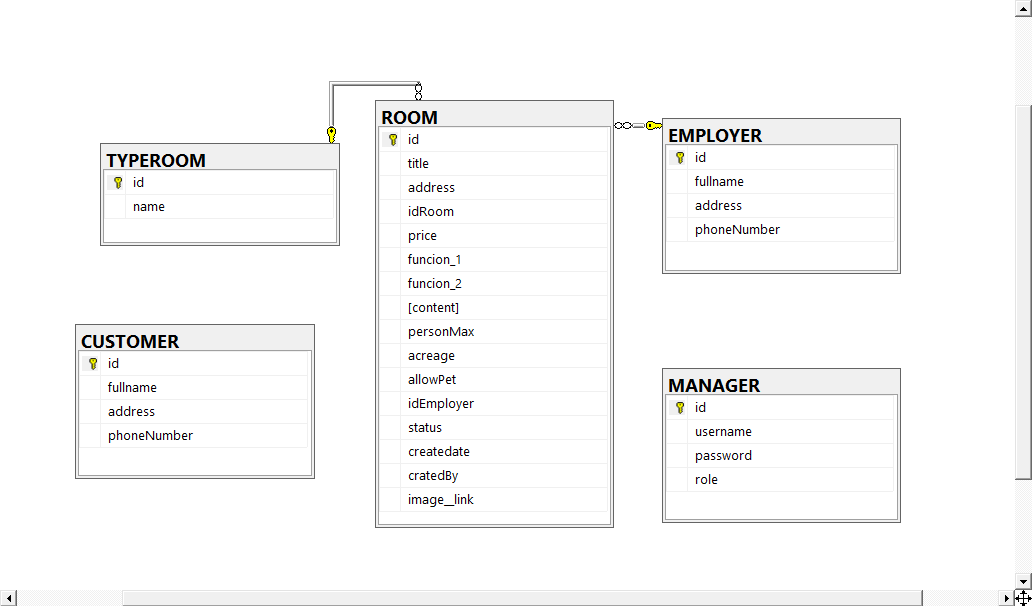 TYPEROOM
id
name
CUSTOMER
id
fullname
address
phoneNumber
ROOM
id
title
address
idRoom
price
funcion_1
funcion_2
[content]
personMax
acreage
allowPet
idEmployer
status
createdate
cratedBy
image__link
EMPLOYER
id
fullname
address
phoneNumber
MANAGER
id
username
password
role